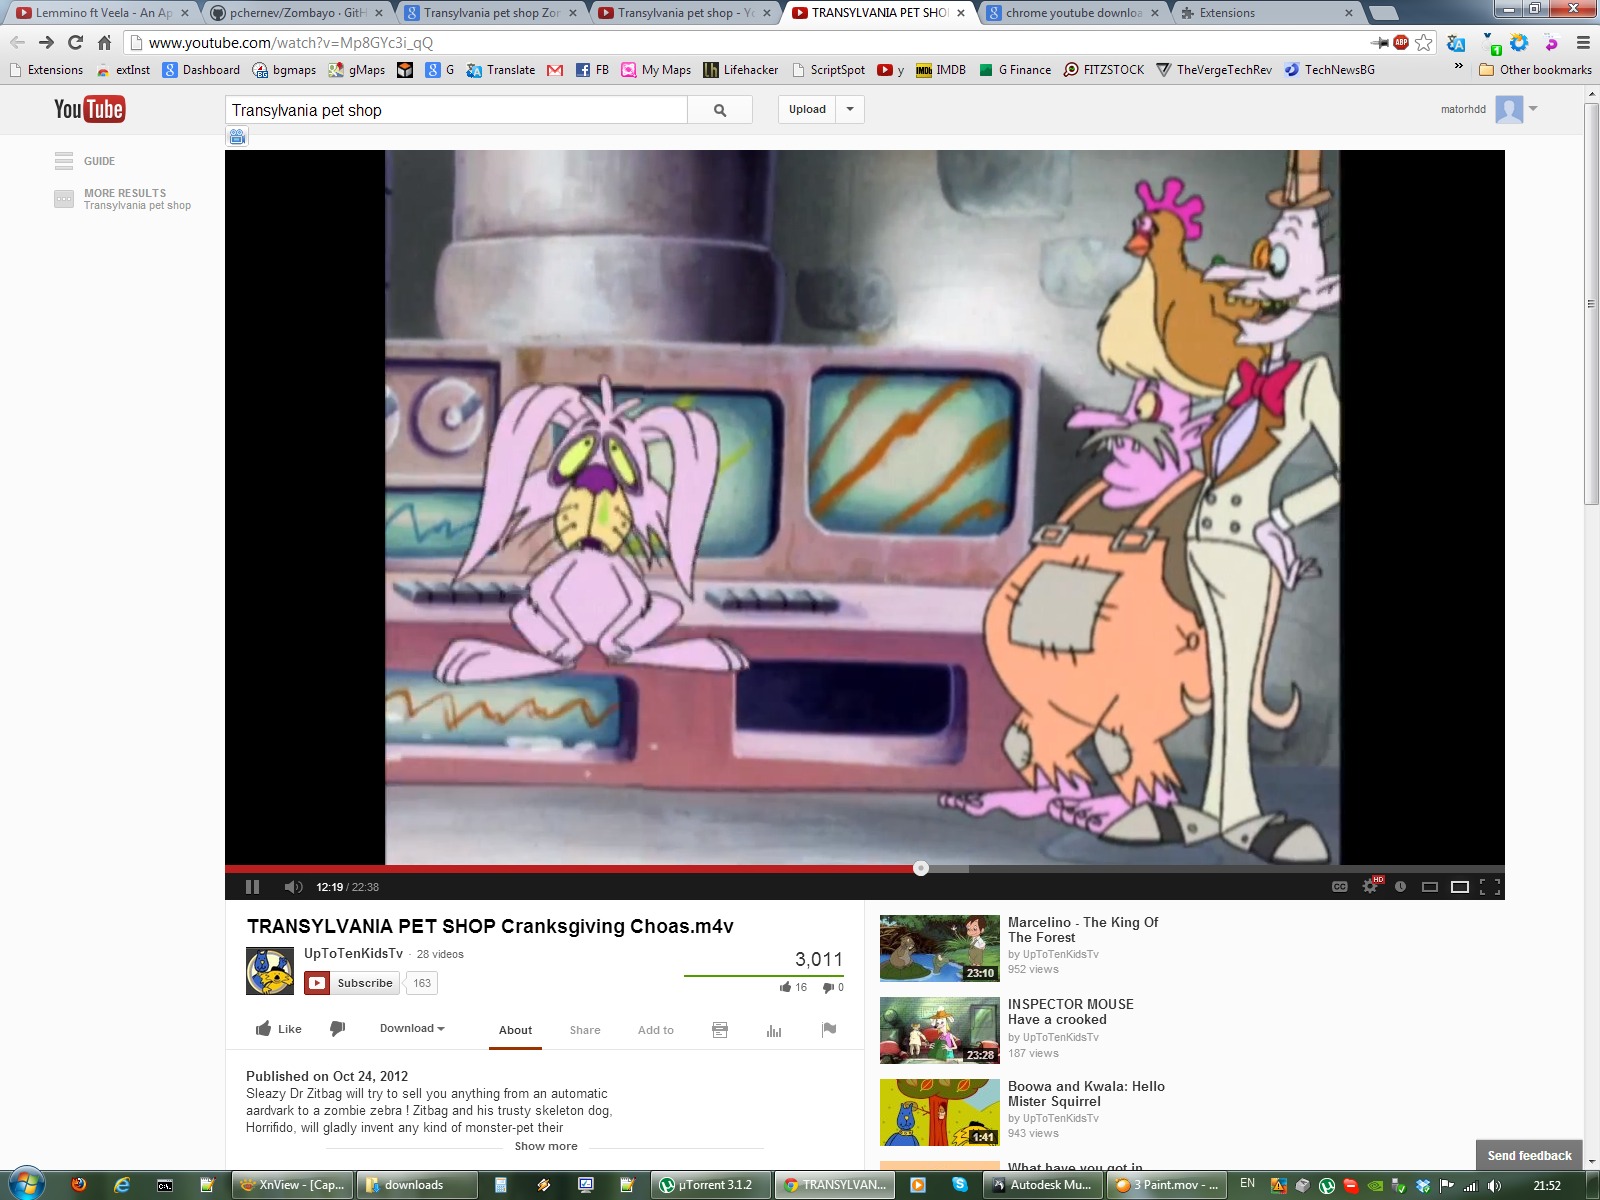 Lemmino ft Veela - An Ap
pchernev/Zombayo · GitH
Transylvania pet shop Zor
Transylvania pet shop - Yo
TRANSYLVANIA PET SHO
chrome youtube downloa
Extensions
www.youtube.com/watch?v=Mp8GYc3i_qQ
ABP
1
Extensions
extInst
Dashboard
bgmaps
gMaps
G
Translate
FB
My Maps
Lifehacker
ScriptSpot
y
IMDB
G Finance
FITZSTOCK
TheVergeTechRev
TechNewsBG
»
Other bookmarks
YouTube
Transylvania pet shop
Upload
matorhdd
GUIDE
MORE RESULTS
Transylvania pet shop
12:19 / 22:38
CC
HD
TRANSYLVANIA PET SHOP Cranksgiving Choas.m4v
UpToTenKidsTv · 28 videos
Subscribe 163
3,011
16 0
Like
Download
About
Share
Add to
Published on Oct 24, 2012
Sleazy Dr Zitbag will try to sell you anything from an automatic
aardvark to a zombie zebra ! Zitbag and his trusty skeleton dog,
Horrifido, will gladly invent any kind of monster-pet their
Show more
Marcelino - The King Of
The Forest
by UpToTenKidsTv
952 views
23:10
INSPECTOR MOUSE
Have a crooked
by UpToTenKidsTv
187 views
23:28
Boowa and Kwala: Hello
Mister Squirrel
by UpToTenKidsTv
943 views
1:41
What have you got in
Send feedback
XnView - [Cap...
downloads
µTorrent 3.1.2
TRANSYLVAN...
Autodesk Mu...
3 Paint.mov - ...
EN
21:52